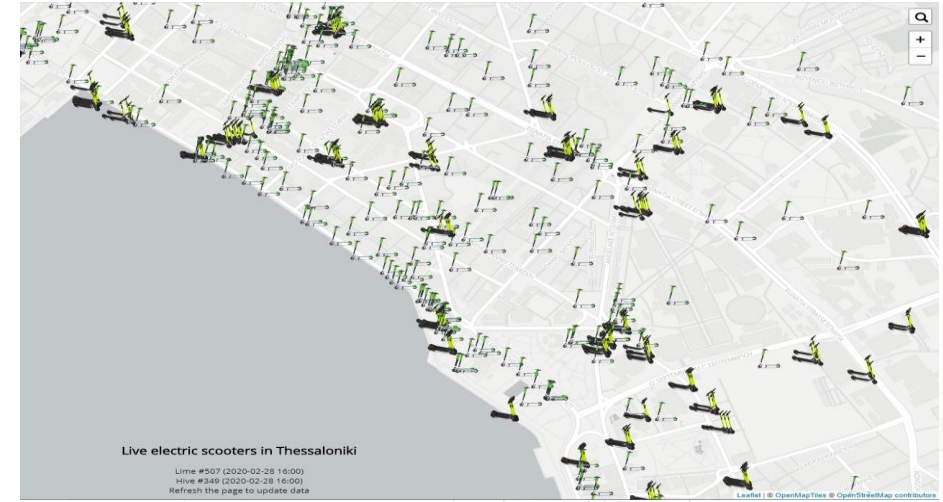 +
−
Live electric scooters in Thessaloniki
Lime #507 (2020-02-28 16:00)
Hive #349 (2020-02-28 16:00)
Refresh the page to update data
Leaflet | © OpenMapTiles © OpenStreetMap contributors